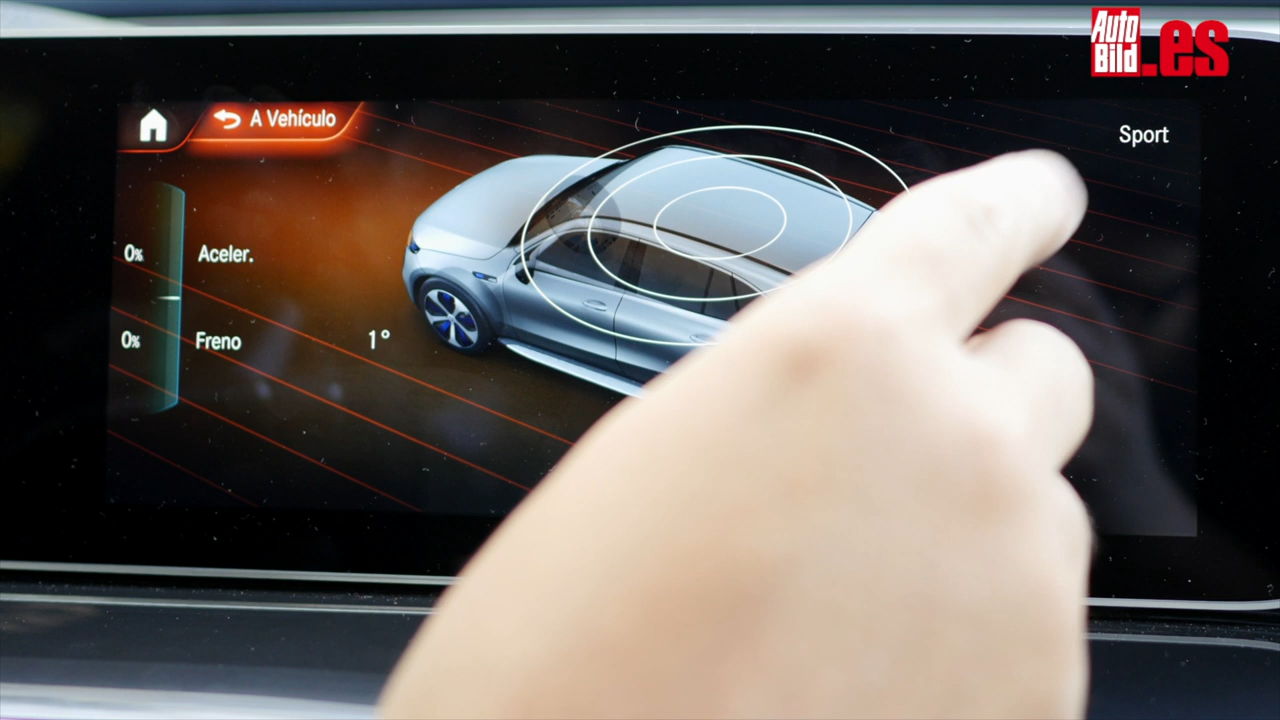 Auto
Bild.es
A Vehículo
Sport
0% Aceler.
0% Freno 1°